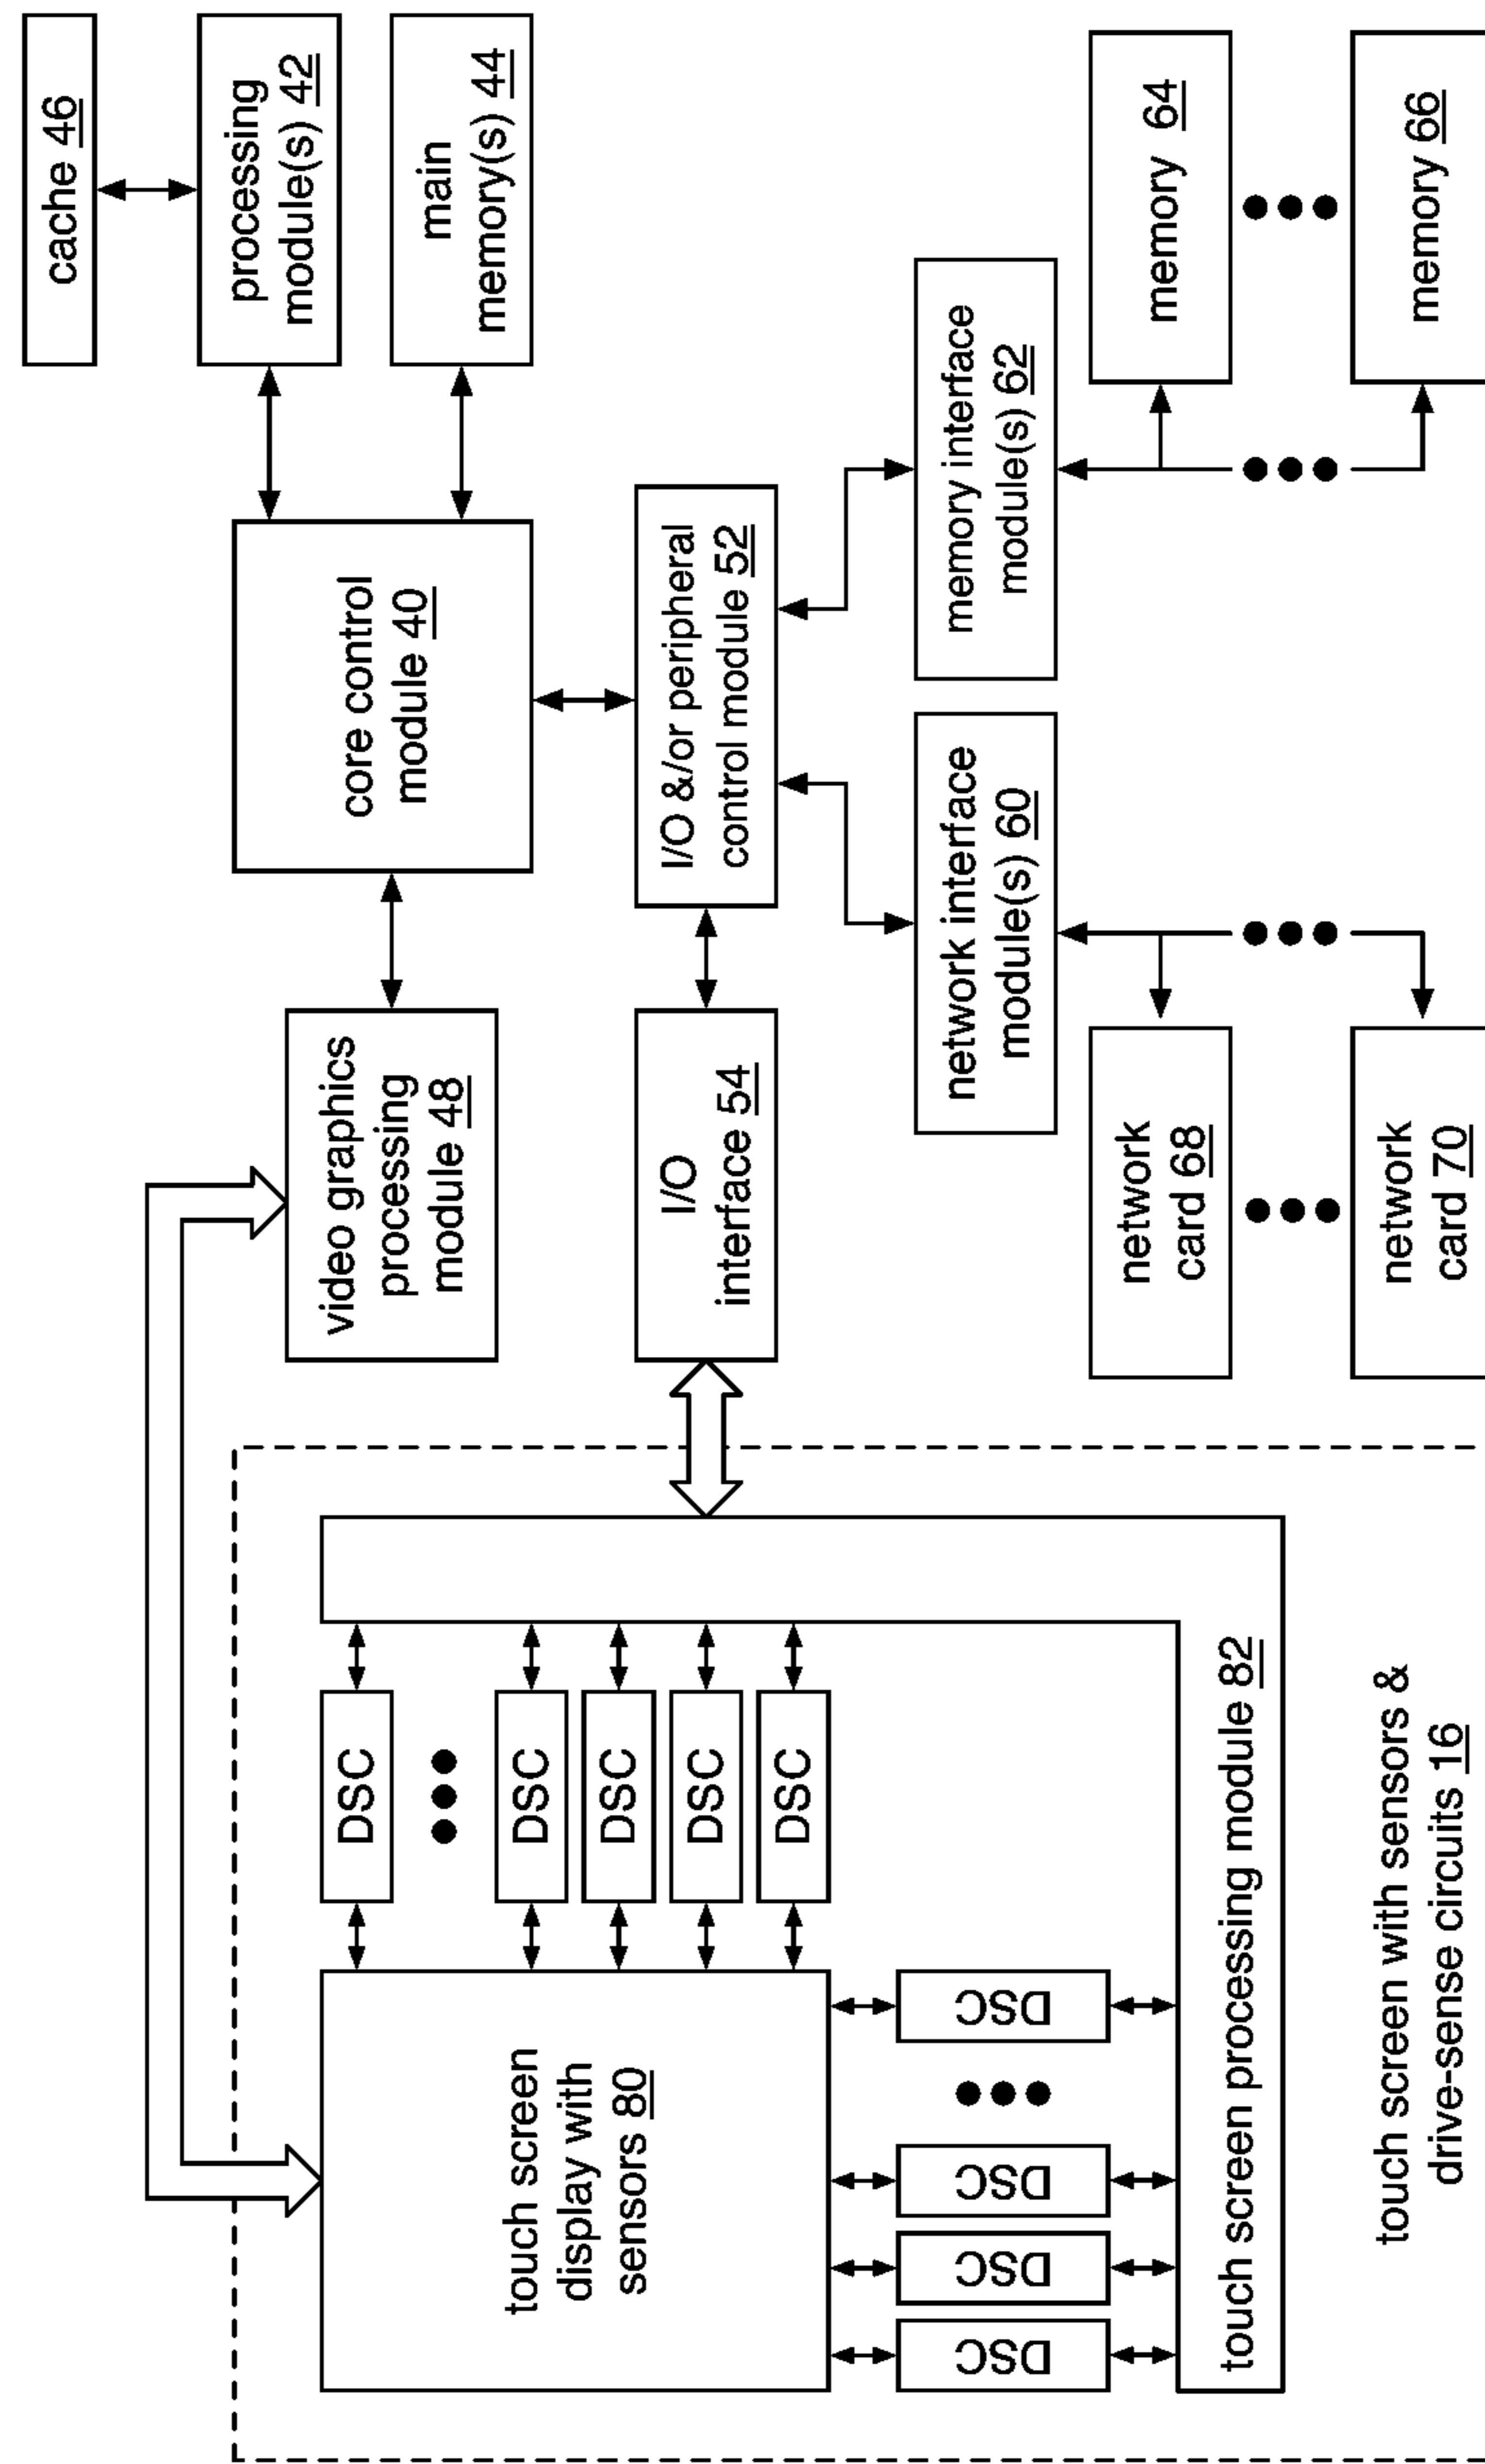 cache 46
processing
module(s) 42
main
memory(s) 44
core control
module 40
video graphics
processing
module 48
I/O &/or peripheral
control module 52
I/O
interface 54
memory interface
module(s) 62
network interface
module(s) 60
memory 64
memory 66
network
card 68
network
card 70
touch screen
display with
sensors 80
DSC
DSC
DSC
DSC
DSC
DSC
DSC
DSC
DSC
touch screen processing module 82
touch screen with sensors &
drive-sense circuits 16